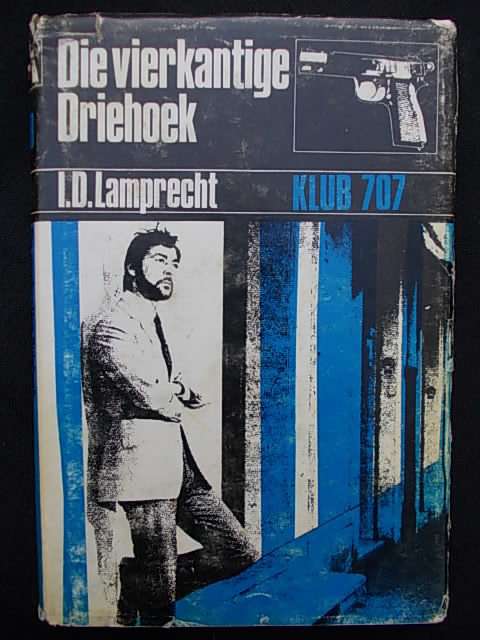 Die vierkantige
Driehoek
I.D. Lamprecht
KLUB 707